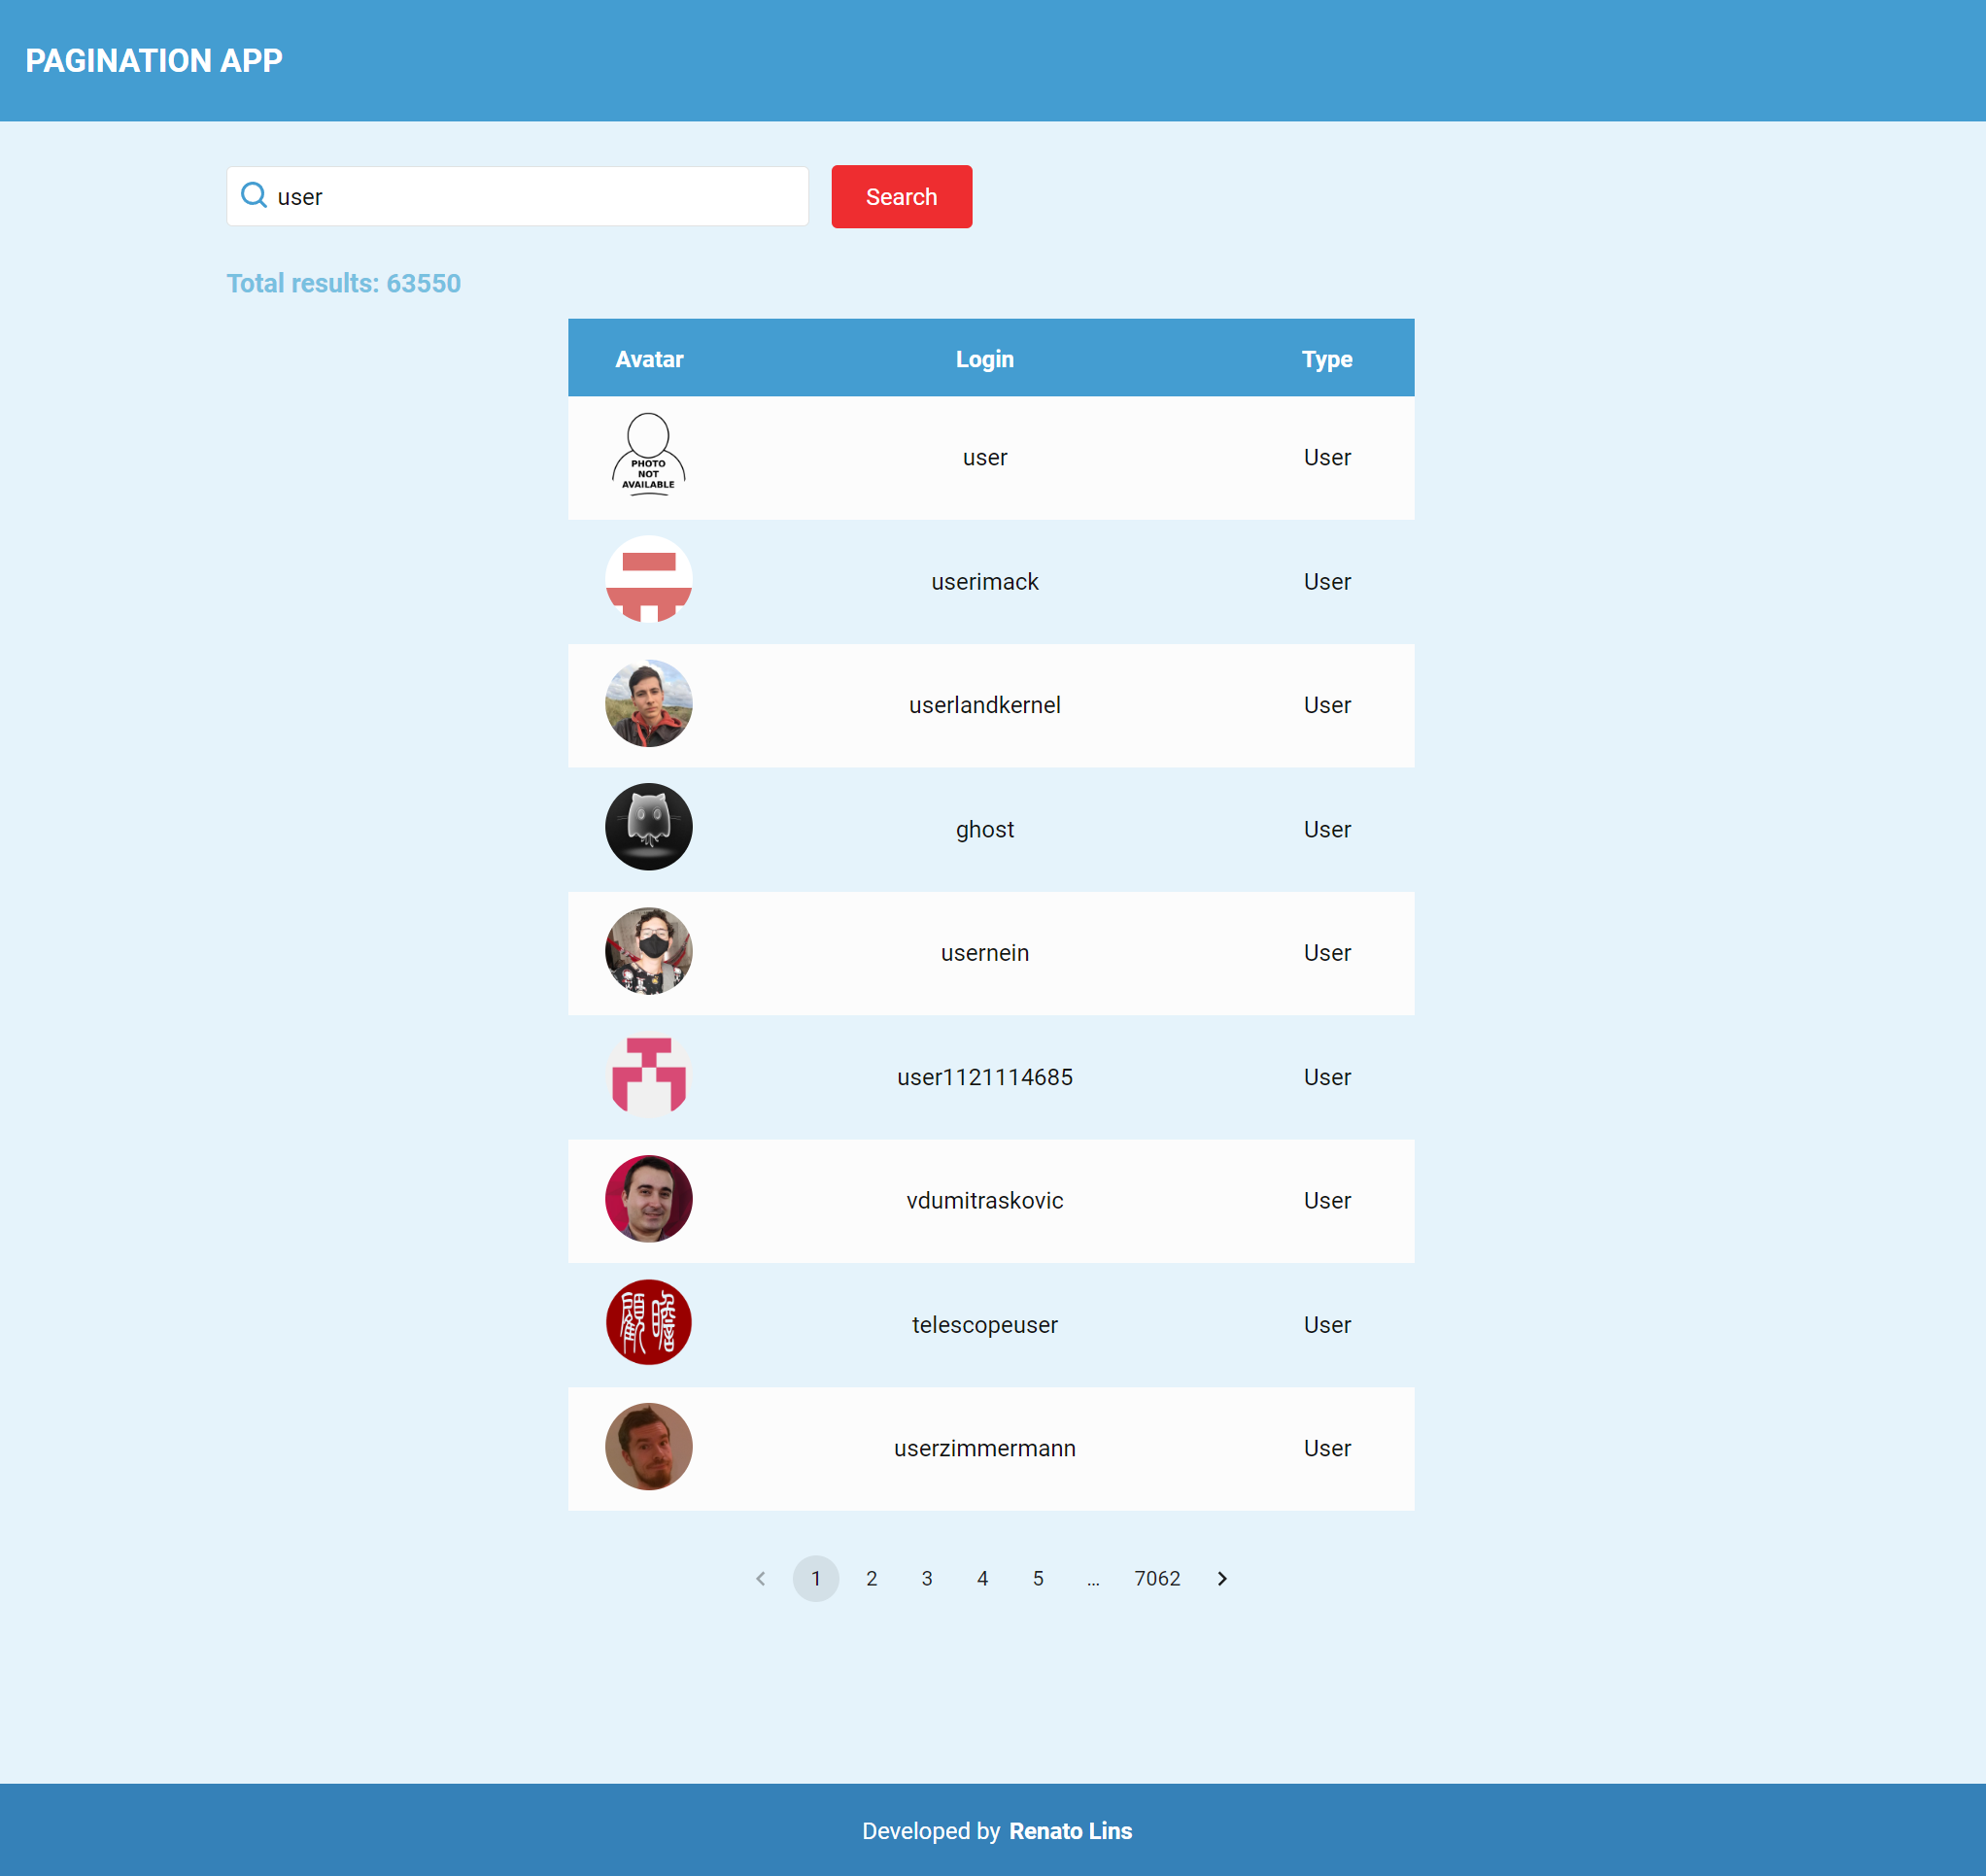 PAGINATION APP
user
Search
Total results: 63550
Avatar Login Type
PHOTO
NOT
AVAILABLE
user User
userimack User
userlandkernel User
ghost User
usernein User
user1121114685 User
vdumitraskovic User
顧瞻
telescopeuser User
userzimmermann User
1 2 3 4 5 ... 7062
Developed by Renato Lins